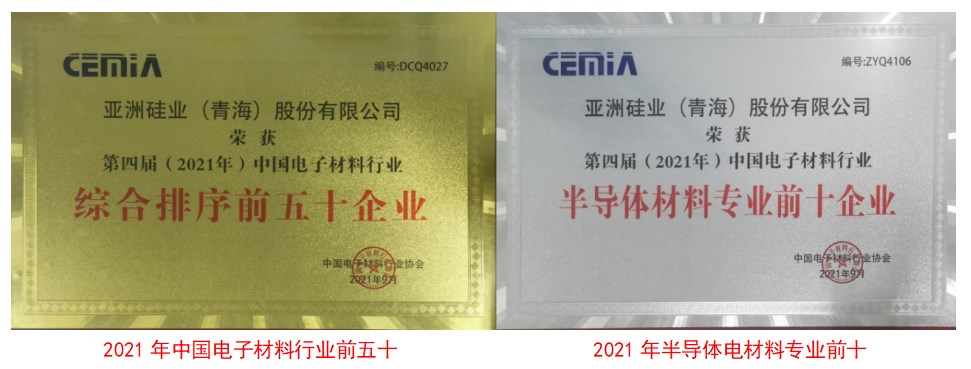 CEMIA
编号:DCQ4027
亚洲硅业（青海）股份有限公司
荣 获
第四届（2021年）中国电子材料行业
综合排序前五十企业
中国电子材料行业协会
2021年9月
2021 年中国电子材料行业前五十
CEMIA
编号:ZYQ4106
亚洲硅业（青海）股份有限公司
荣 获
第四届（2021年）中国电子材料行业
半导体材料专业前十企业
中国电子材料行业协会
2021年9月
2021 年半导体电材料专业前十